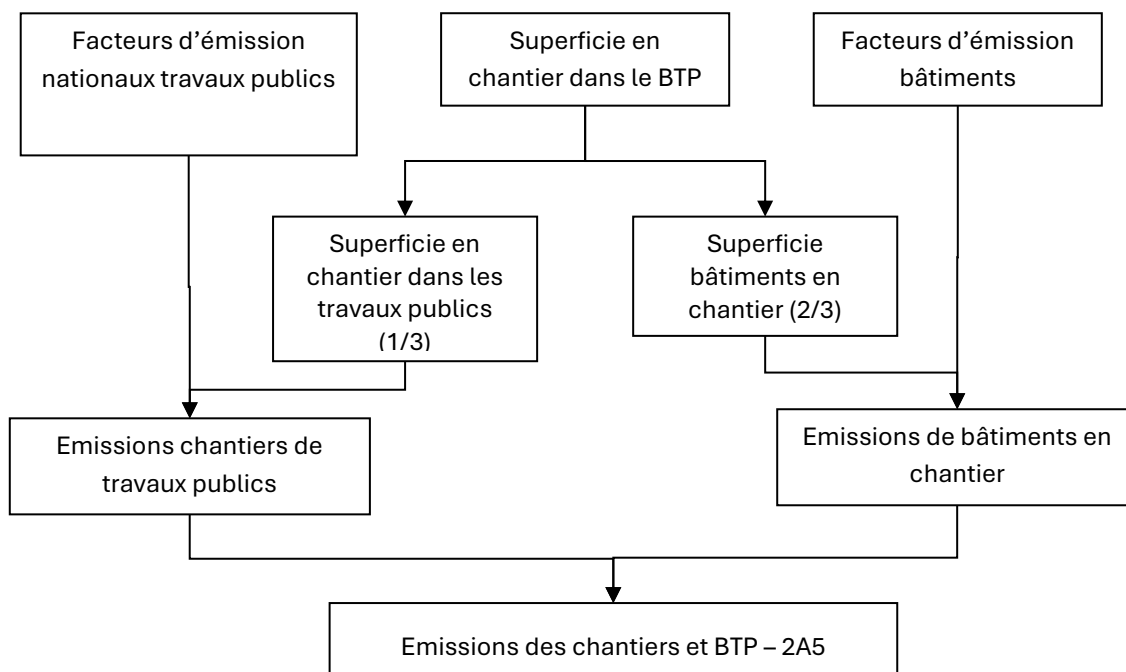 Facteurs d’émission
nationaux travaux publics
Superficie en
chantier dans le BTP
Facteurs d’émission
bâtiments
Superficie en
chantier dans les
travaux publics
(1/3)
Superficie
bâtiments en
chantier (2/3)
Emissions chantiers de
travaux publics
Emissions de bâtiments en
chantier
Emissions des chantiers et BTP – 2A5